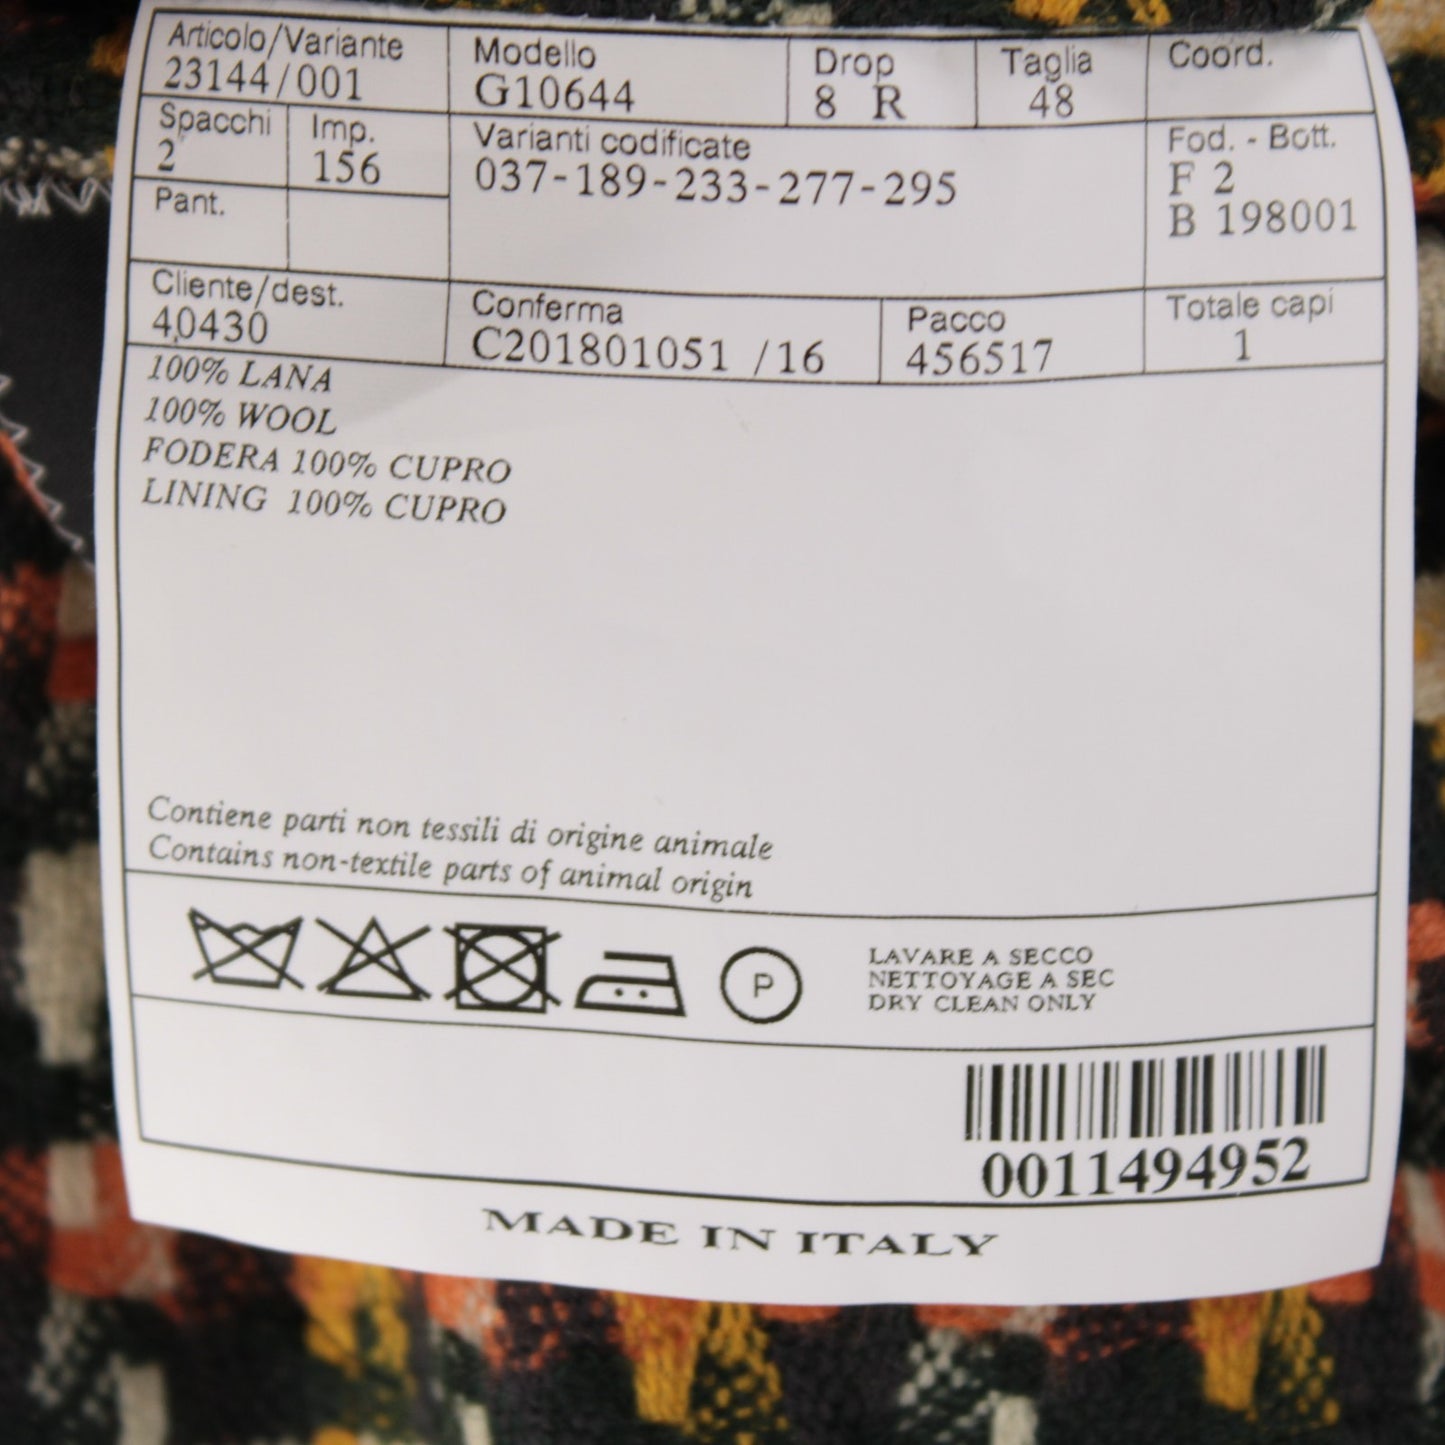 Articolo/Variante Modello Drop Taglia Coord.
23144/001 G10644 8 R 48
Spacchi Imp. Varianti codificate Fod. - Bott.
2 156 037-189-233-277-295 F 2
B 198001
Pant.
Cliente/dest. Conferma Pacco Totale capi
40430 C201801051 /16 456517 1
100% LANA
100% WOOL
FODERA 100% CUPRO
LINING 100% CUPRO
Contiene parti non tessili di origine animale
Contains non-textile parts of animal origin
P
LAVARE A SECCO
NETTOYAGE A SEC
DRY CLEAN ONLY
0011494952
MADE IN ITALY